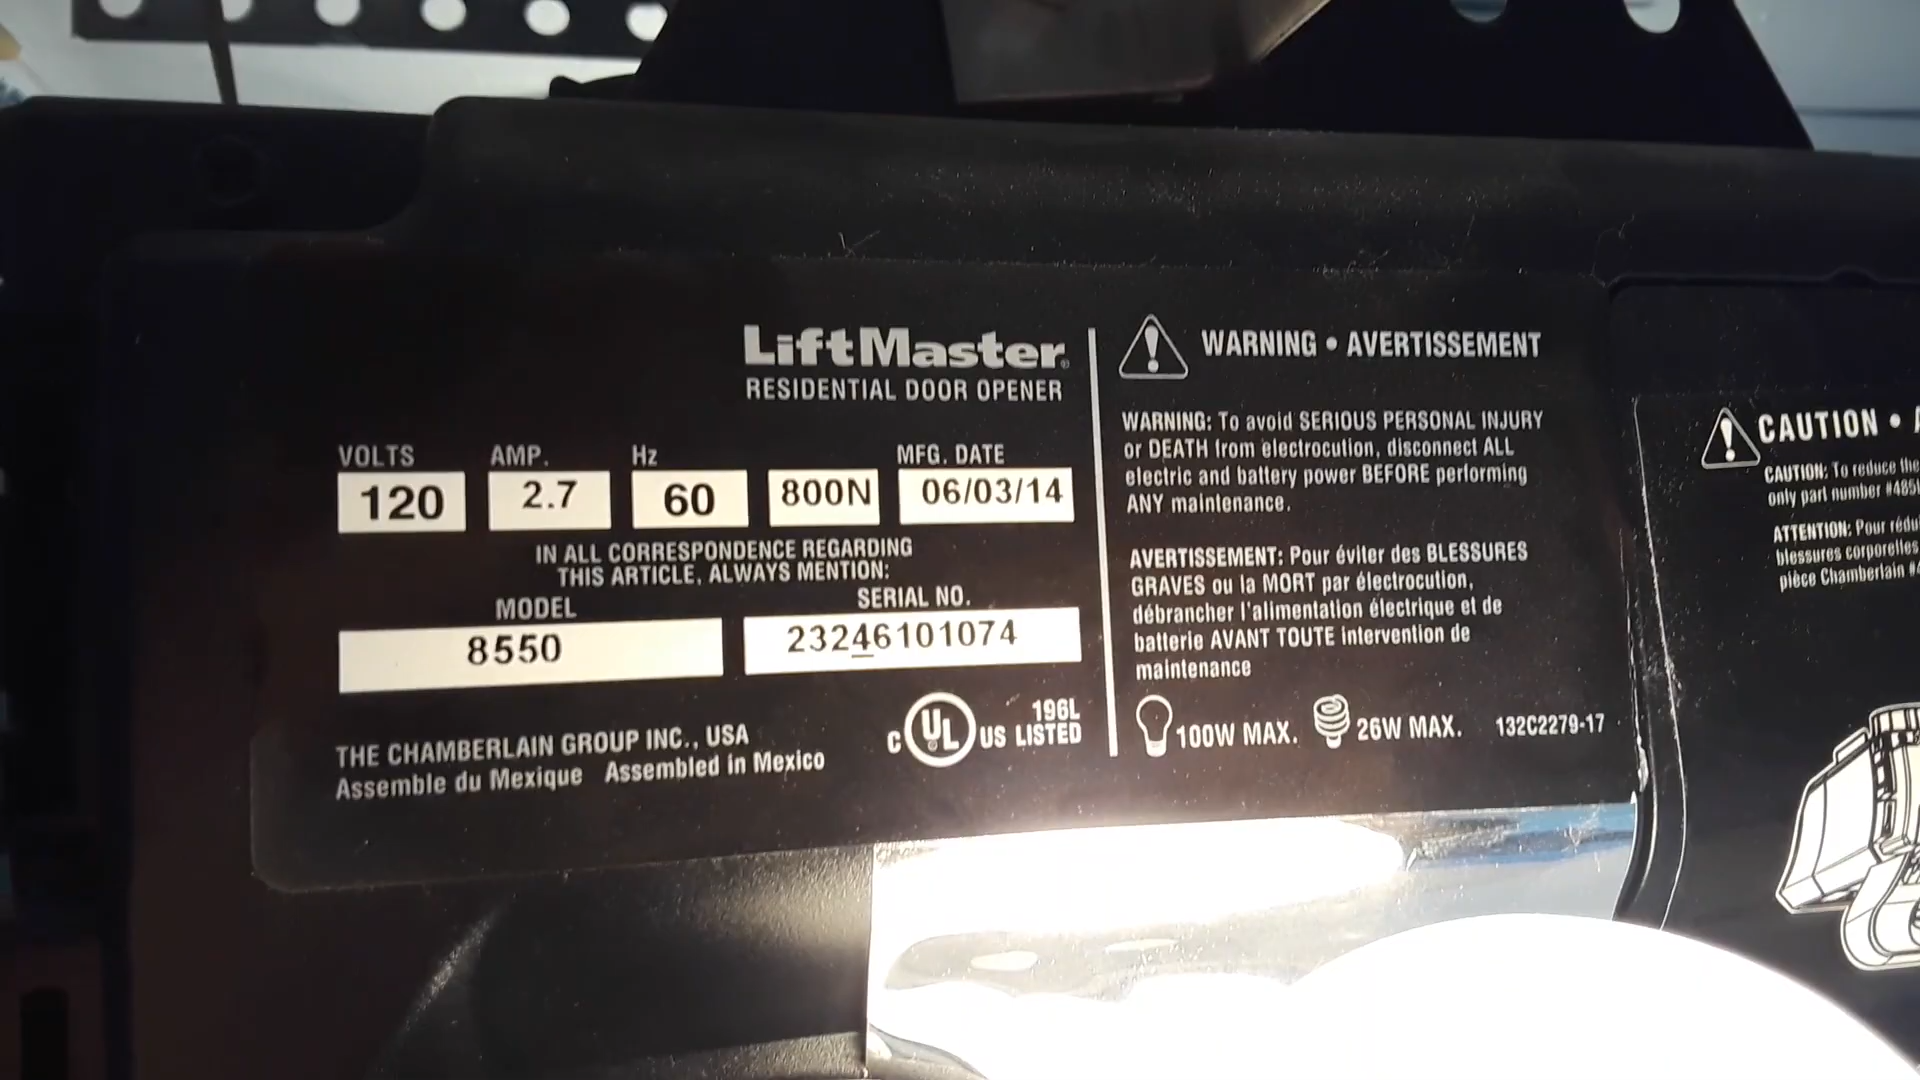 LiftMaster
RESIDENTIAL DOOR OPENER
VOLTS AMP. Hz MFG. DATE
120 2.7 60 800N 06/03/14
IN ALL CORRESPONDENCE REGARDING
THIS ARTICLE, ALWAYS MENTION:
MODEL SERIAL NO.
8550 23246101074
THE CHAMBERLAIN GROUP INC., USA
Assemble du Mexique Assembled in Mexico
C UL® US LISTED 196L
WARNING • AVERTISSEMENT
WARNING: To avoid SERIOUS PERSONAL INJURY
or DEATH from electrocution, disconnect ALL
electric and battery power BEFORE performing
ANY maintenance.
AVERTISSEMENT: Pour éviter des BLESSURES
GRAVES ou la MORT par électrocution,
débrancher l'alimentation électrique et de
batterie AVANT TOUTE intervention de
maintenance
100W MAX. 26W MAX. 132C2279-17
CAUTION •
CAUTION: To reduce the
only part number #485
ATTENTION: Pour
blessures corporelles
pièce Chamberlain #4